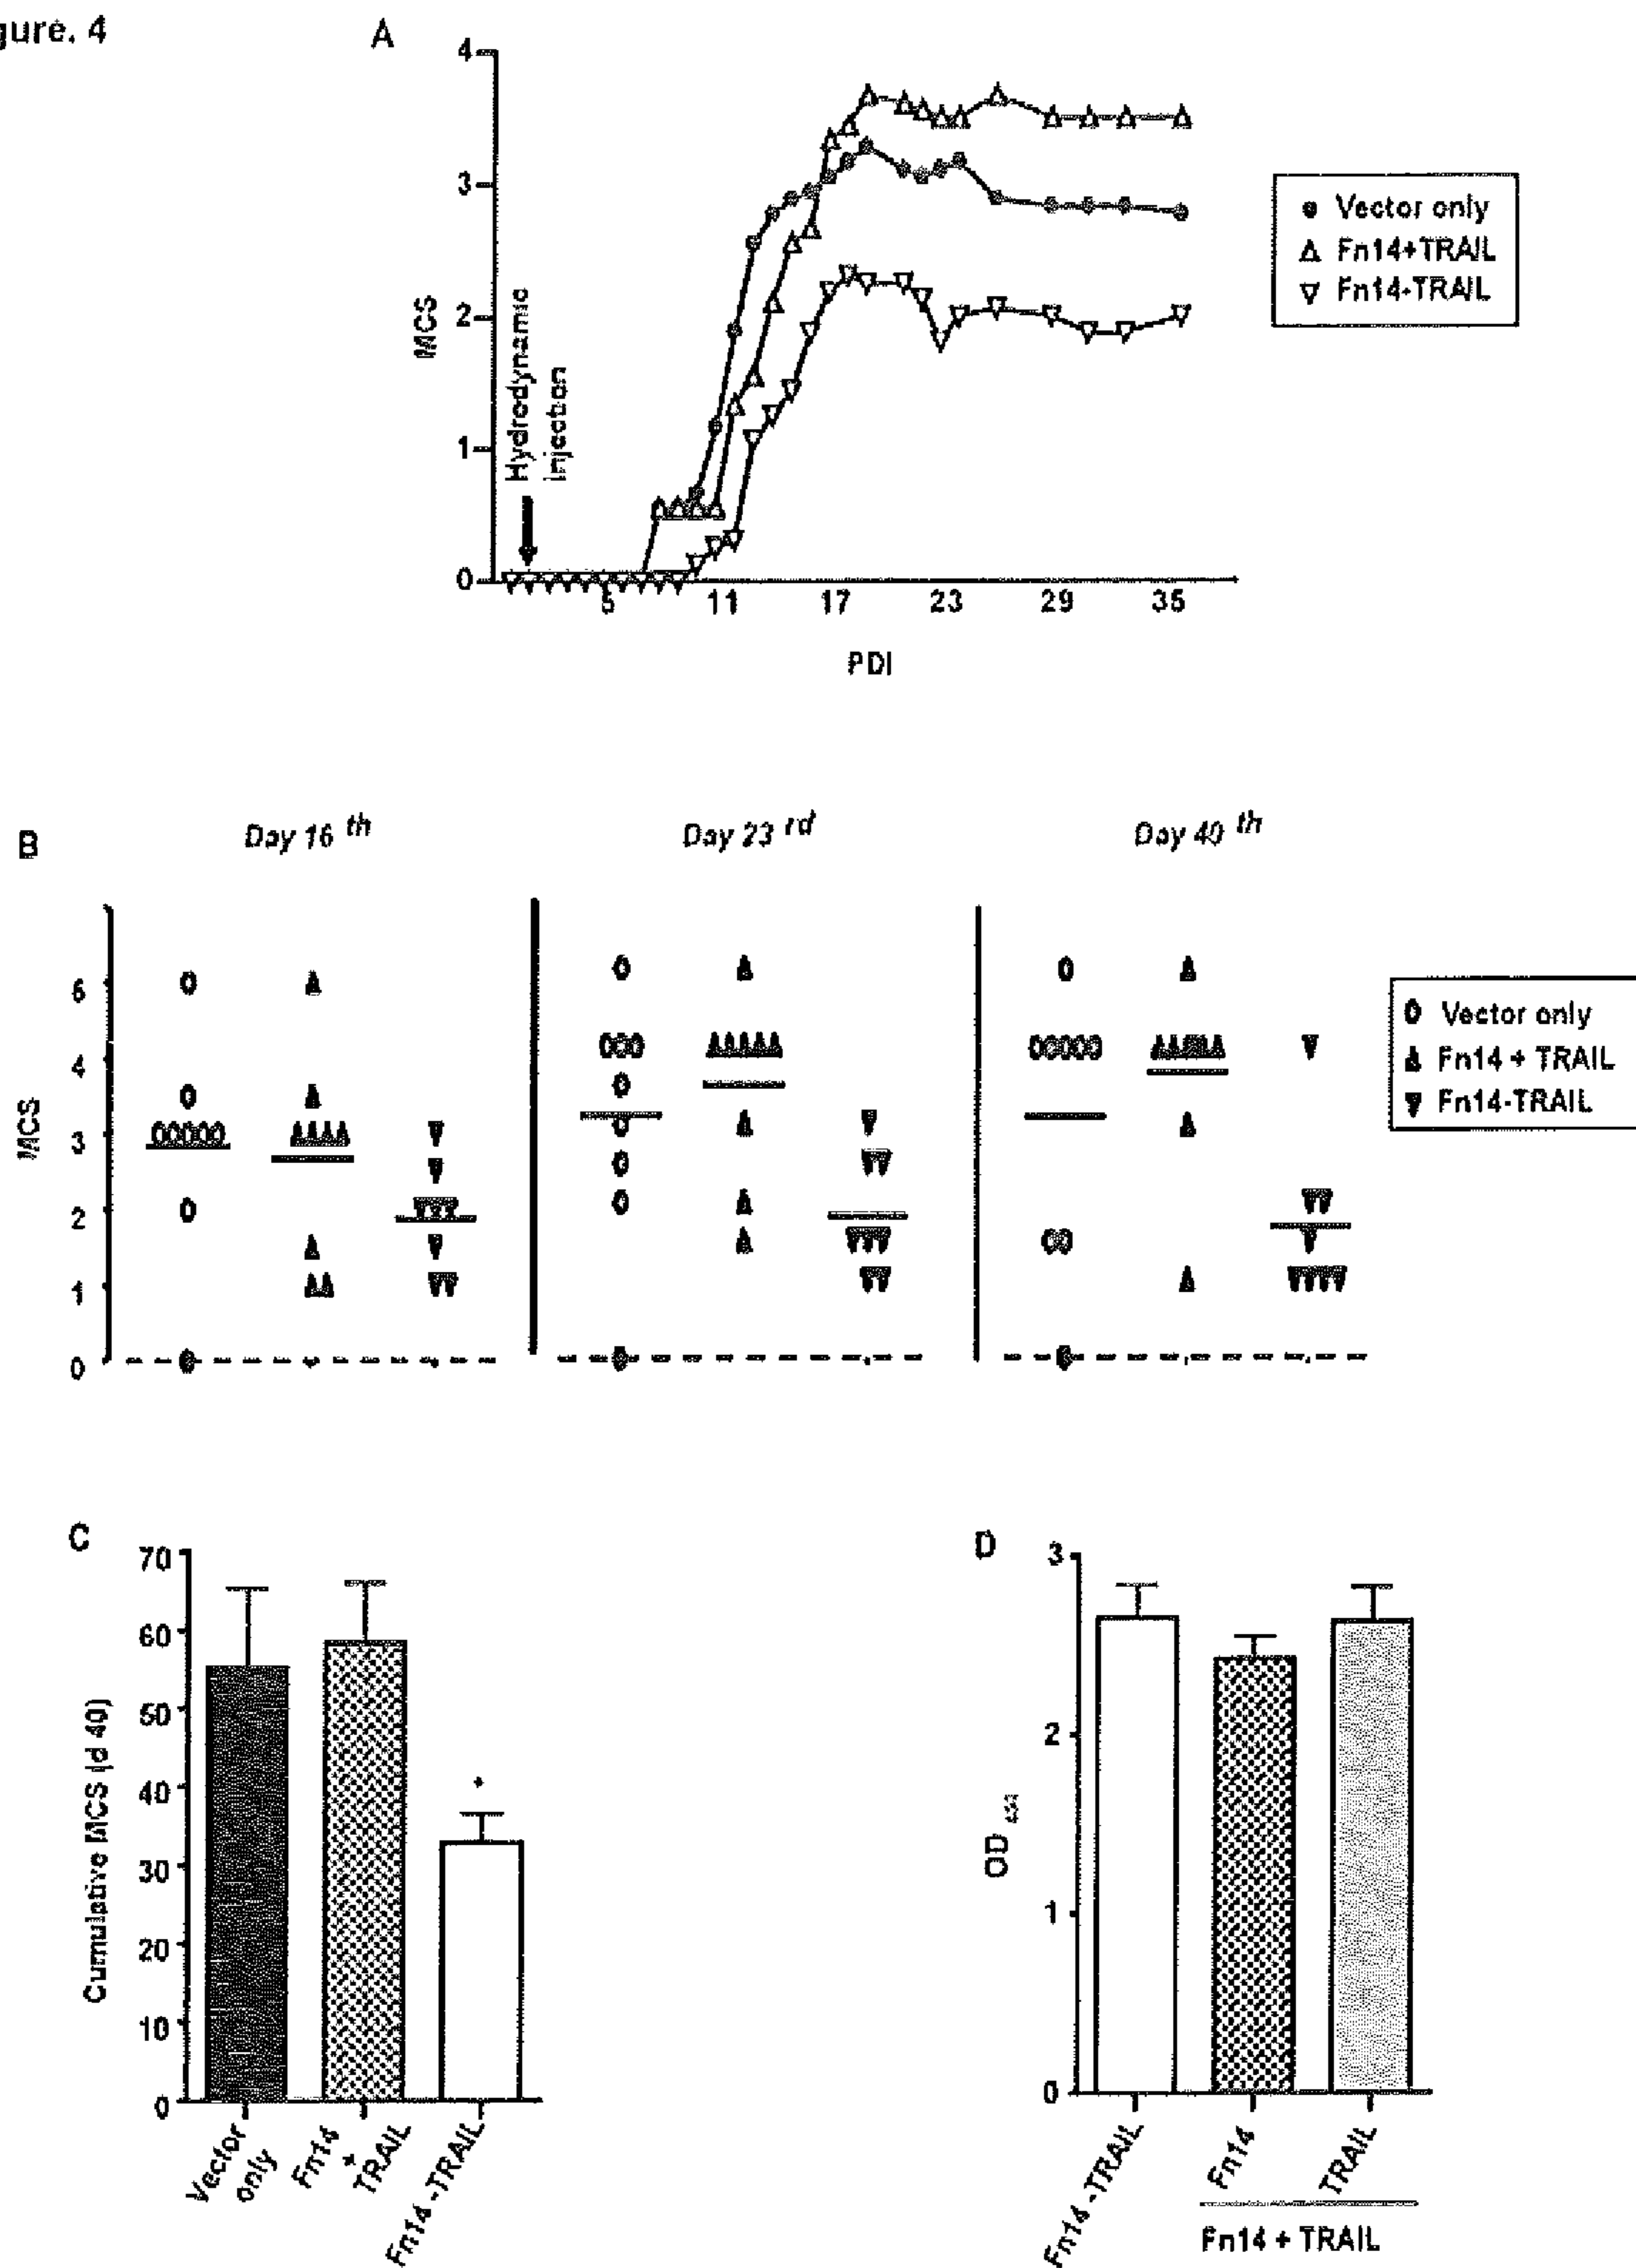 gure. 4
A
4
3
2
1
0
MCS
Hydrodynamic
injection
5 11 17 23 29 35
PDI
Vector only
Fn14+TRAIL
Fn14-TRAIL
B
Day 16 th
Day 23 rd
Day 40 th
MCS
4
3
2
1
0
Vector only
Fn14 + TRAIL
Fn14-TRAIL
C
70
60
50
40
30
20
10
0
Cumulative MCS (d 40)
*
Vector
only
Fn14
+
TRAIL
Fn14 -TRAIL
D
3
2
1
0
OD
Fn14 -TRAIL
Fn14
TRAIL
Fn14 + TRAIL